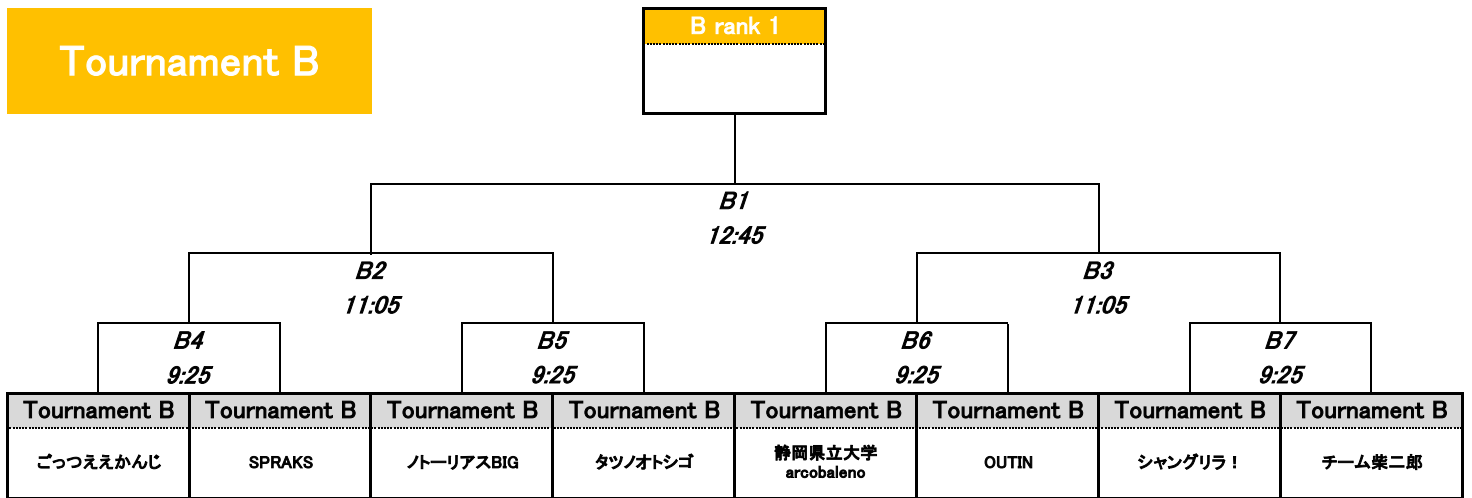 Tournament B
B rank 1
B1
12:45
B2
11:05
B3
11:05
B4
9:25
B5
9:25
B6
9:25
B7
9:25
Tournament B Tournament B Tournament B Tournament B Tournament B Tournament B Tournament B Tournament B
ごっつええかんじ SPRAKS ノトーリアスBIG タツノオトシゴ 静岡県立大学 OUTIN シャングリラ! チーム柴二郎
arcobaleno